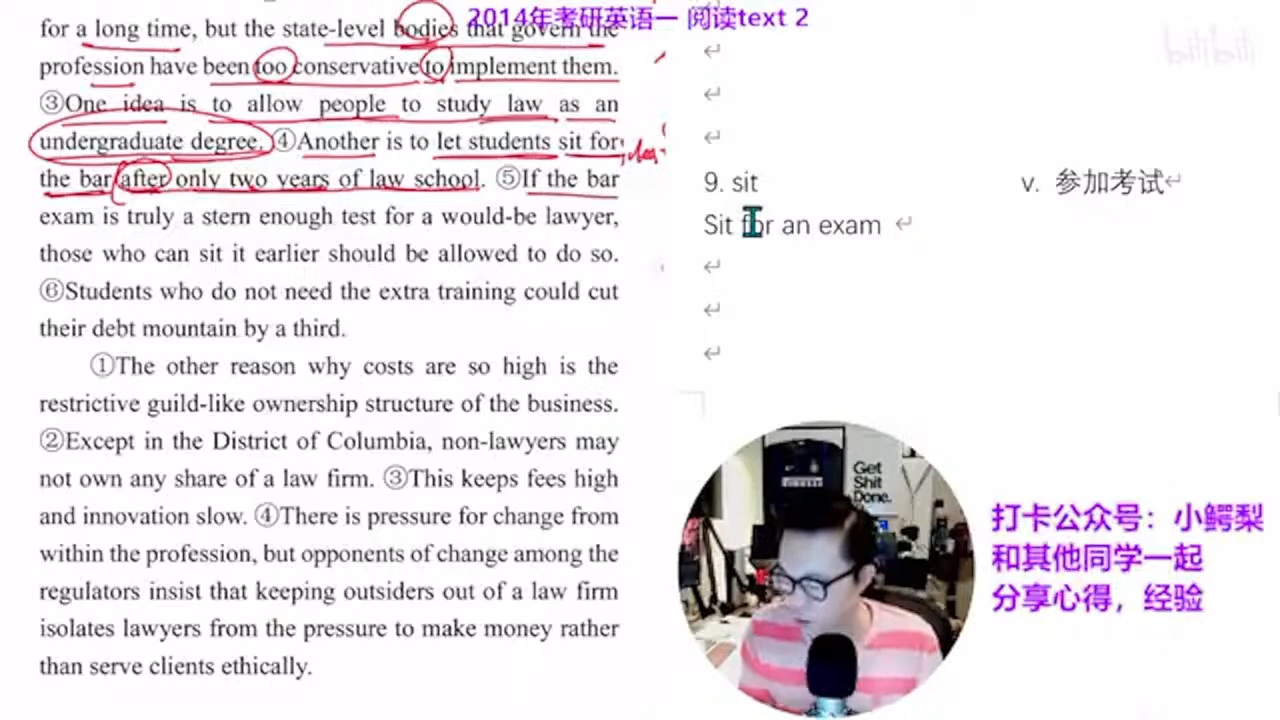 2014年考研英语一 阅读text 2
for a long time, but the state-level bodies that govern the
profession have been too conservative to implement them.
③One idea is to allow people to study law as an
undergraduate degree. ④Another is to let students sit for
the bar after only two years of law school. ⑤If the bar
exam is truly a stern enough test for a would-be lawyer,
those who can sit it earlier should be allowed to do so.
⑥Students who do not need the extra training could cut
their debt mountain by a third.
①The other reason why costs are so high is the
restrictive guild-like ownership structure of the business.
②Except in the District of Columbia, non-lawyers may
not own any share of a law firm. ③This keeps fees high
and innovation slow. ④There is pressure for change from
within the profession, but opponents of change among the
regulators insist that keeping outsiders out of a law firm
isolates lawyers from the pressure to make money rather
than serve clients ethically.
bilibili
9. sit v. 参加考试
Sit for an exam
Get
Shit
Done.
PIRELLI
打卡公众号：小鳄梨
和其他同学一起
分享心得，经验